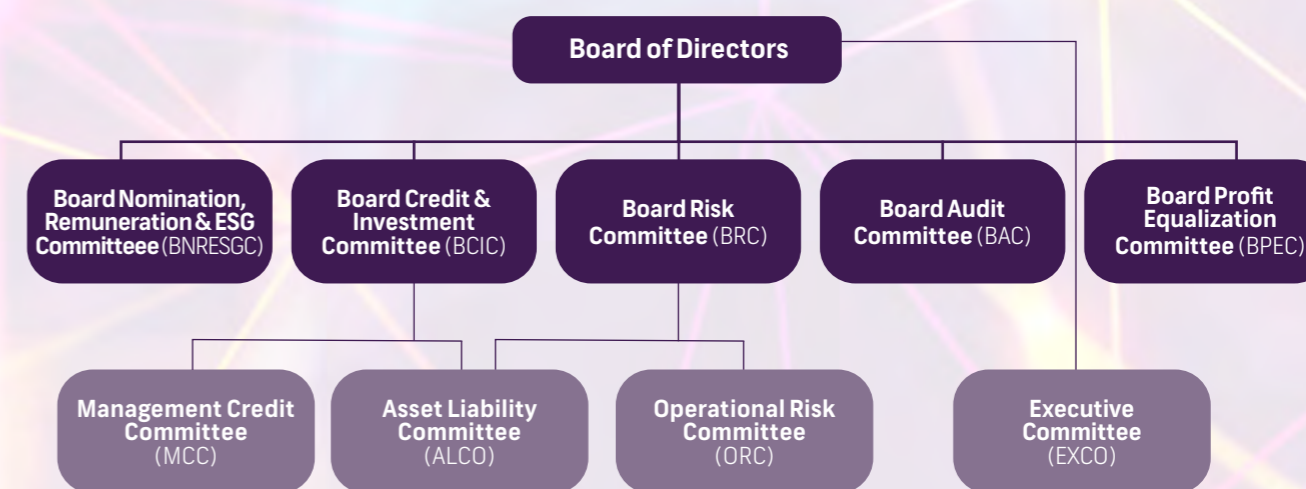 Board of Directors
Board Nomination,
Remuneration & ESG
Committeee (BNRESGC)
Board Credit &
Investment
Committee (BCIC)
Board Risk
Committee (BRC)
Board Audit
Committee (BAC)
Board Profit
Equalization
Committee (BPEC)
Management Credit
Committee
(MCC)
Asset Liability
Committee
(ALCO)
Operational Risk
Committee
(ORC)
Executive
Committee
(EXCO)